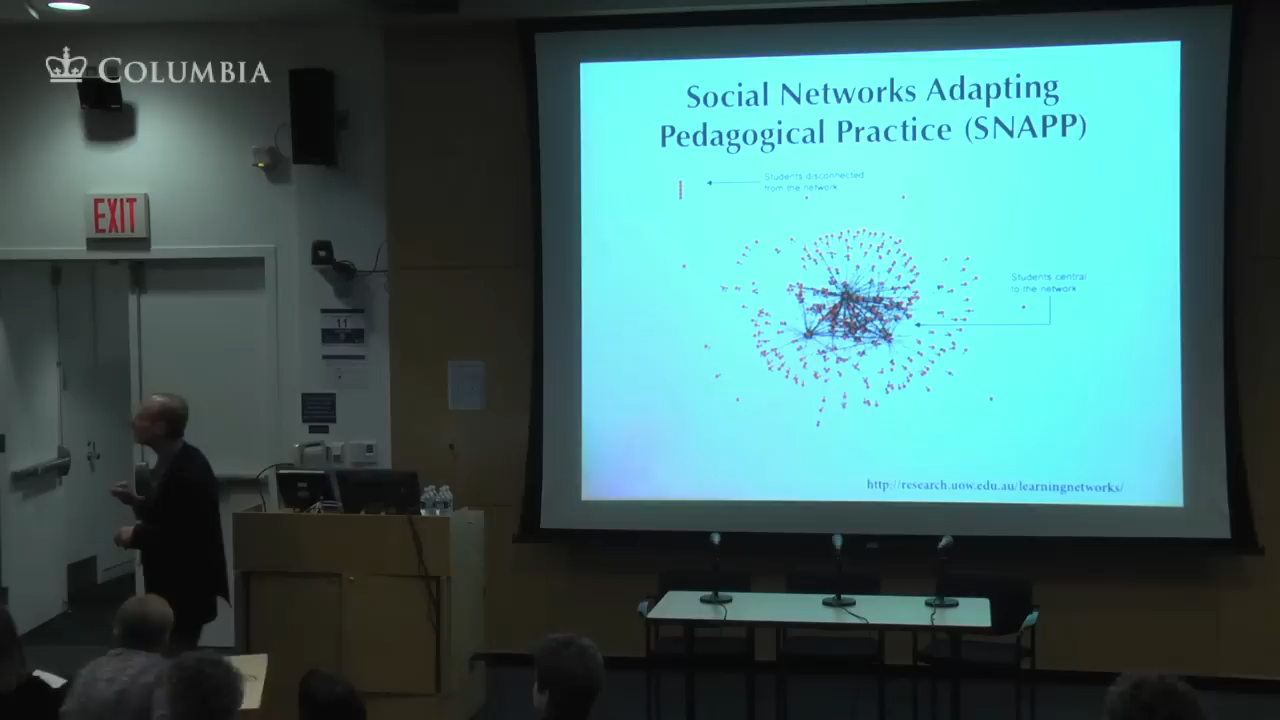 COLUMBIA
EXIT
11
Social Networks Adapting
Pedagogical Practice (SNAPP)
Students disconnected
from the network
Students central
to the network
http://research.uow.edu.au/learningnetworks/